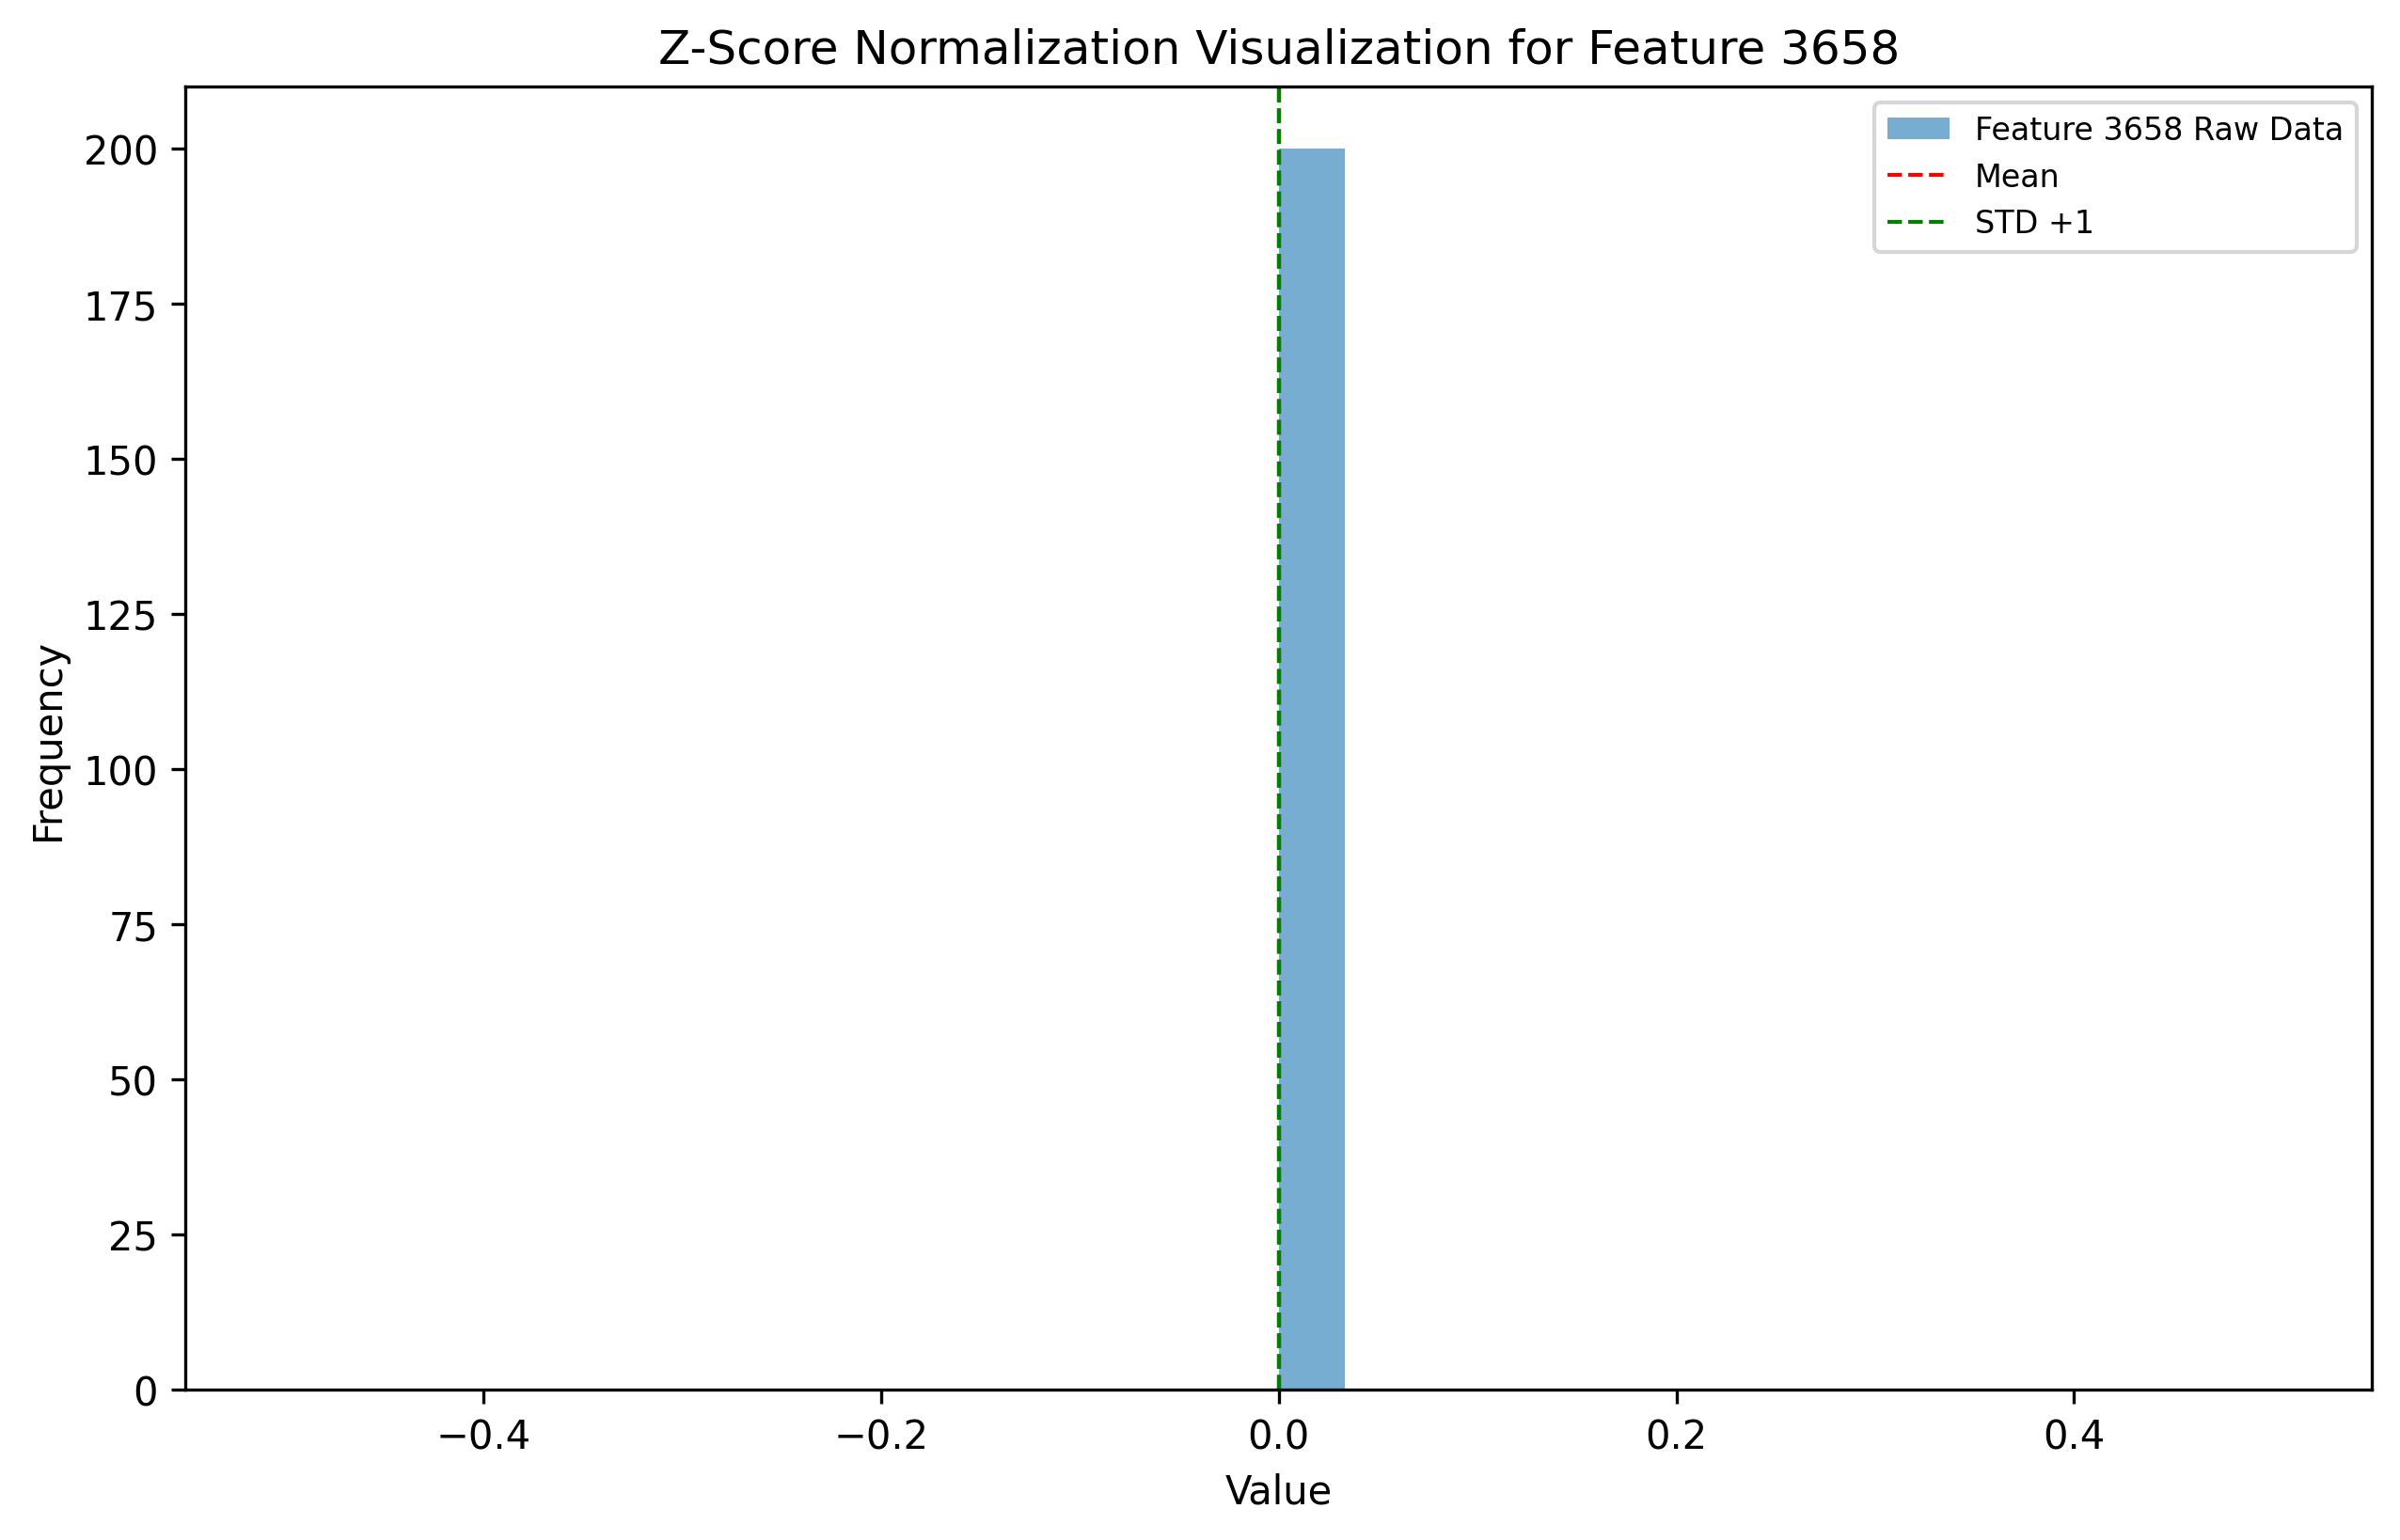 Z-Score Normalization Visualization for Feature 3658
Feature 3658 Raw Data
Mean
STD +1
200
175
150
125
100
75
50
25
0
Frequency
−0.4
−0.2
0.0
0.2
0.4
Value